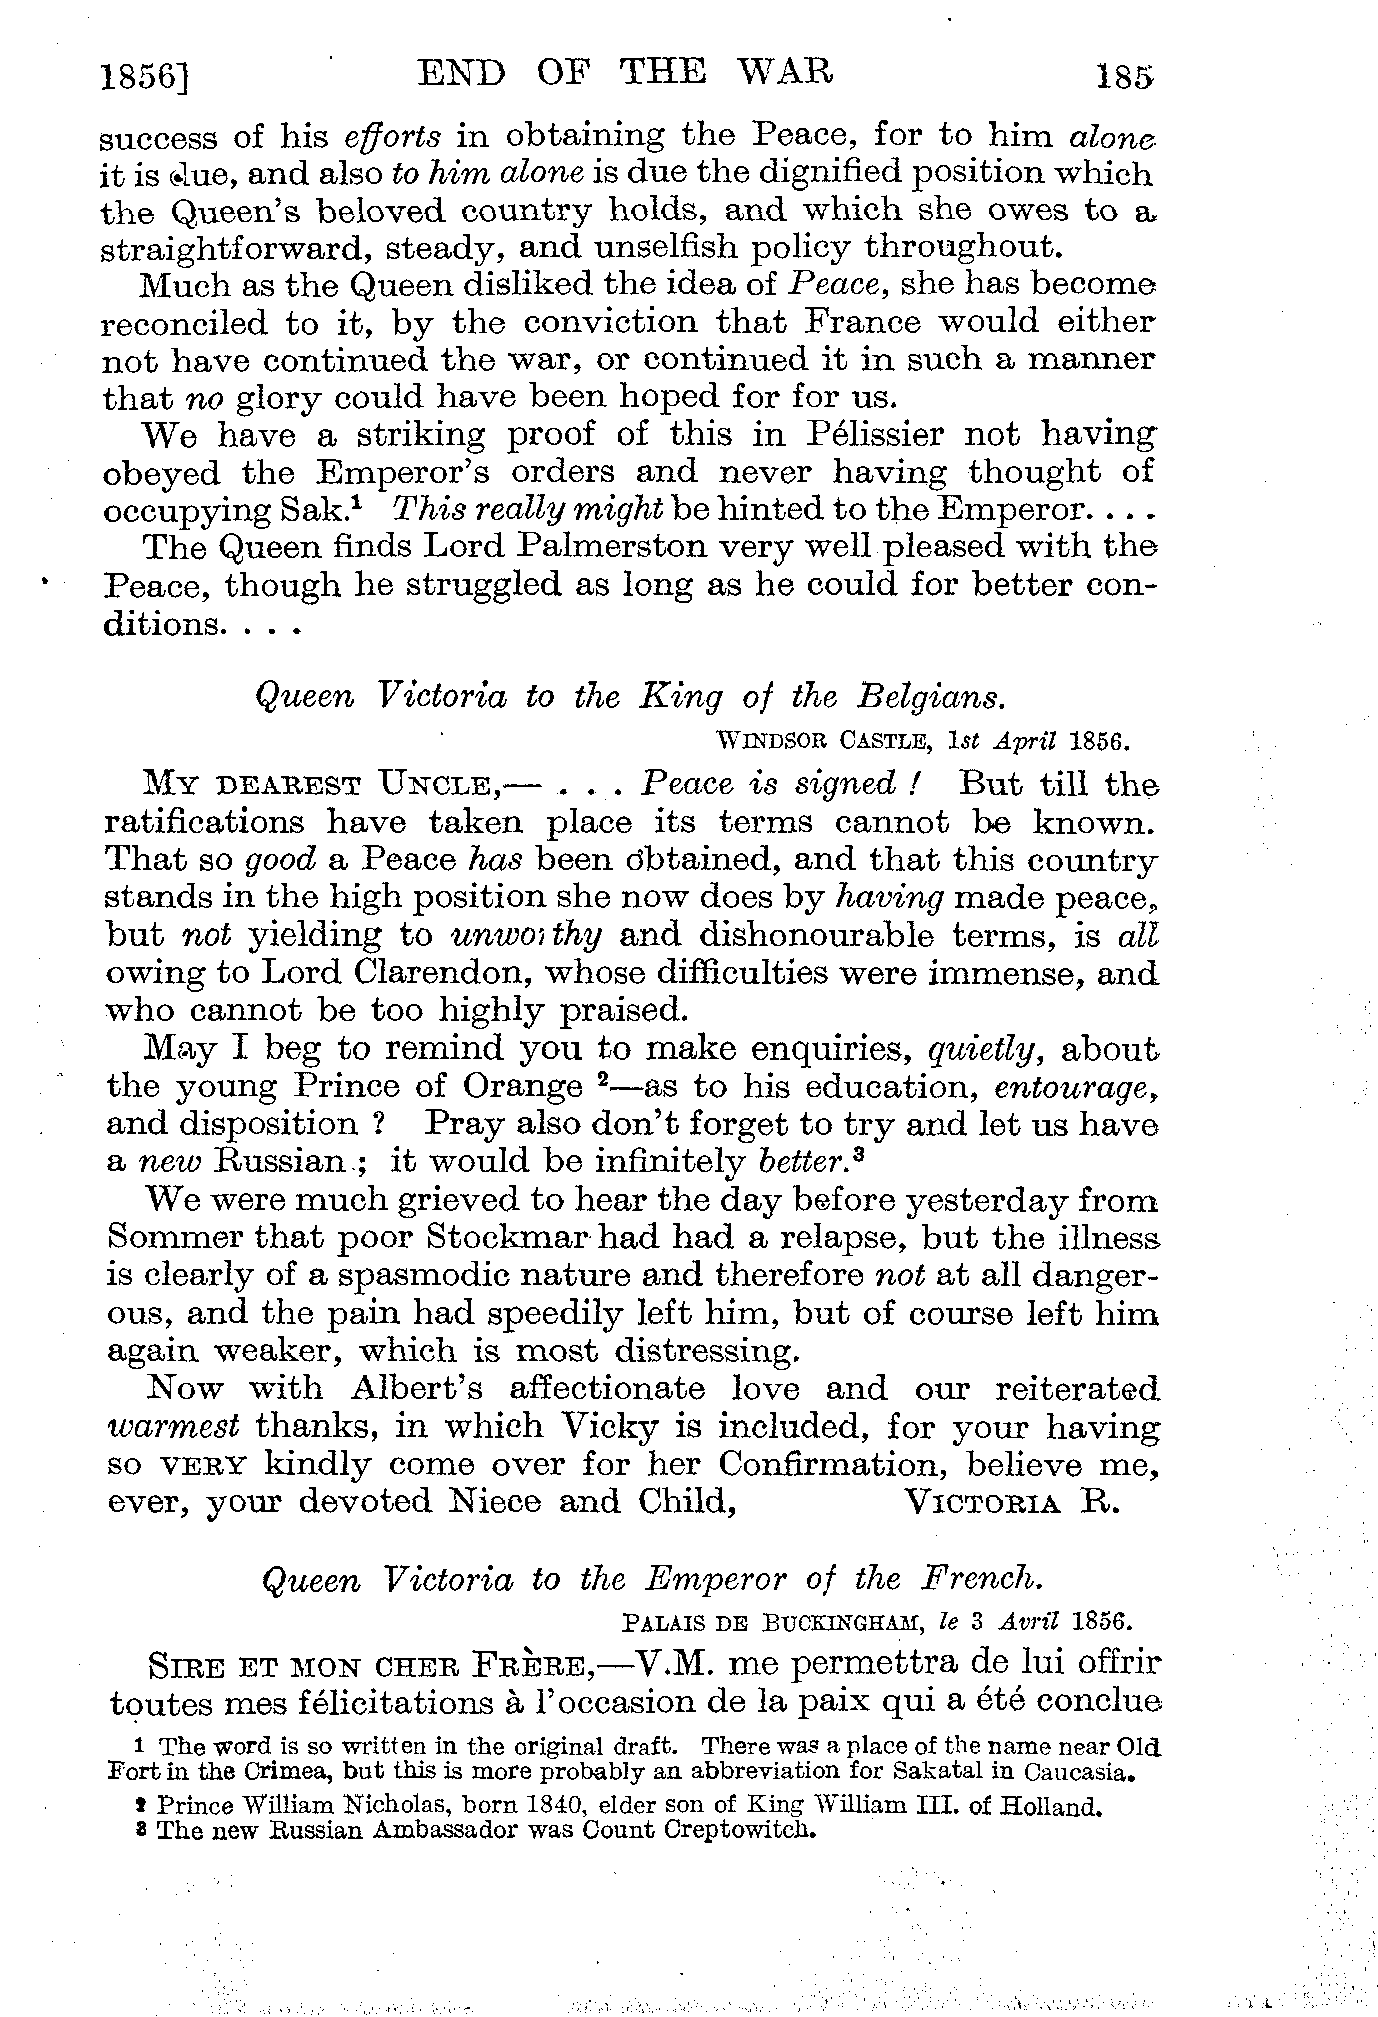 1856] END OF THE WAR 185
success of his efforts in obtaining the Peace, for to him alone
it is due, and also to him alone is due the dignified position which
the Queen's beloved country holds, and which she owes to a
straightforward, steady, and unselfish policy throughout.
Much as the Queen disliked the idea of Peace, she has become
reconciled to it, by the conviction that France would either
not have continued the war, or continued it in such a manner
that no glory could have been hoped for for us.
We have a striking proof of this in Pélissier not having
obeyed the Emperor's orders and never having thought of
occupying Sak.¹ This really might be hinted to the Emperor. . . .
The Queen finds Lord Palmerston very well pleased with the
Peace, though he struggled as long as he could for better con-
ditions. . . .
Queen Victoria to the King of the Belgians.
WINDSOR CASTLE, 1st April 1856.
MY DEAREST UNCLE,— . . . Peace is signed ! But till the
ratifications have taken place its terms cannot be known.
That so good a Peace has been obtained, and that this country
stands in the high position she now does by having made peace,
but not yielding to unworthy and dishonourable terms, is all
owing to Lord Clarendon, whose difficulties were immense, and
who cannot be too highly praised.
May I beg to remind you to make enquiries, quietly, about
the young Prince of Orange ²—as to his education, entourage,
and disposition ? Pray also don't forget to try and let us have
a new Russian ; it would be infinitely better.³
We were much grieved to hear the day before yesterday from
Sommer that poor Stockmar had had a relapse, but the illness
is clearly of a spasmodic nature and therefore not at all danger-
ous, and the pain had speedily left him, but of course left him
again weaker, which is most distressing.
Now with Albert's affectionate love and our reiterated
warmest thanks, in which Vicky is included, for your having
so VERY kindly come over for her Confirmation, believe me,
ever, your devoted Niece and Child, VICTORIA R.
Queen Victoria to the Emperor of the French.
PALAIS DE BUCKINGHAM, le 3 Avril 1856.
SIRE ET MON CHER FRÈRE,—V.M. me permettra de lui offrir
toutes mes félicitations à l'occasion de la paix qui a été conclue
1 The word is so written in the original draft. There was a place of the name near Old
Fort in the Crimea, but this is more probably an abbreviation for Sakatal in Caucasia.
2 Prince William Nicholas, born 1840, elder son of King William III. of Holland.
3 The new Russian Ambassador was Count Creptowitch.